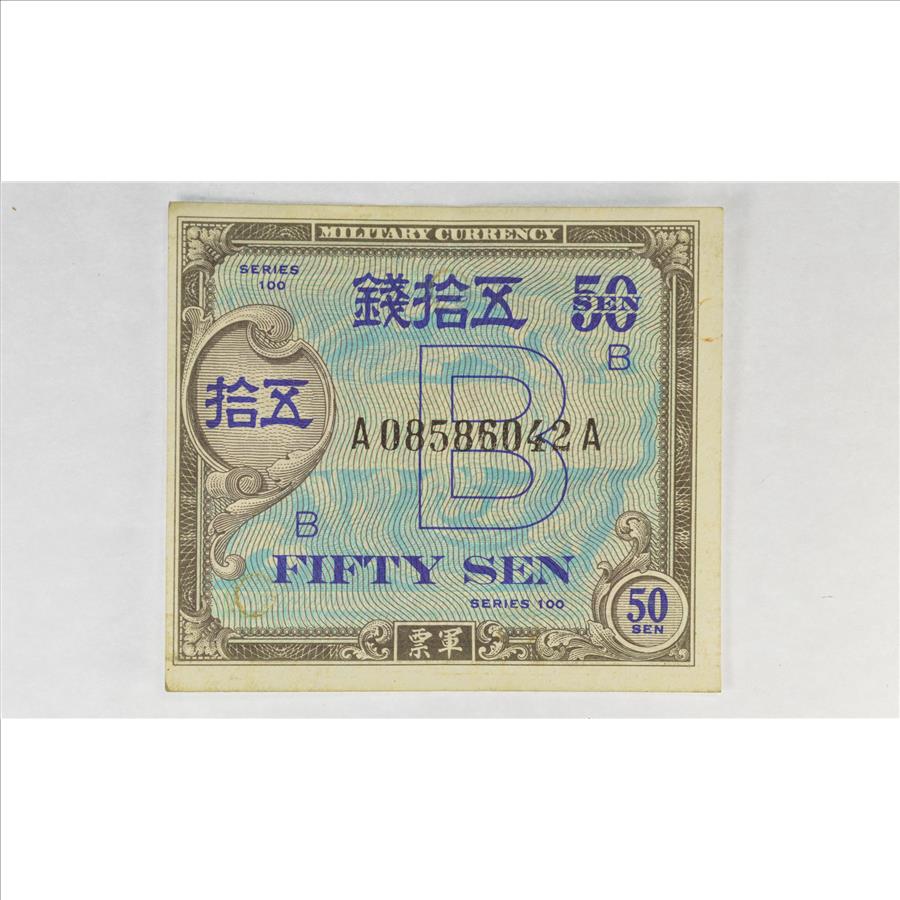 MILITARY CURRENCY
SERIES
100
錢拾五
50
SEN
B
拾五
B
A08586042A
B
FIFTY SEN
SERIES 100
50
SEN
票軍